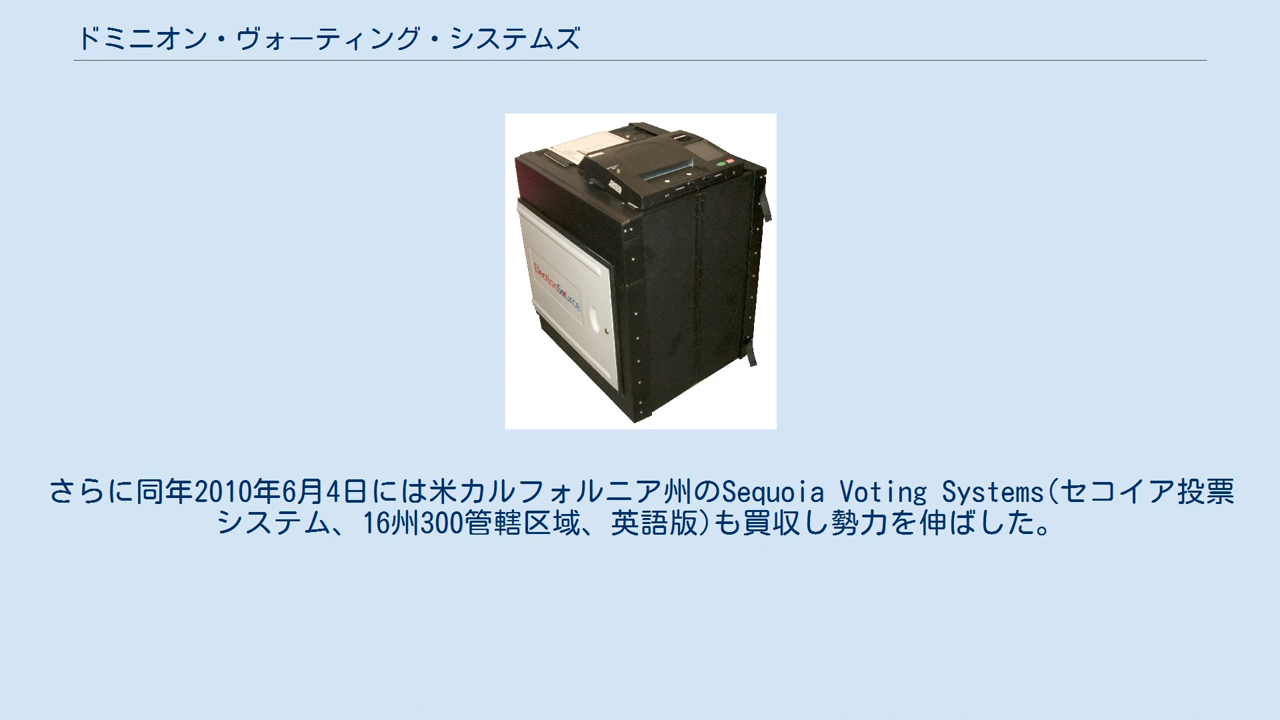 ドミニオン・ヴォーティング・システムズ
ElectionSource
さらに同年2010年6月4日には米カルフォルニア州のSequoia Voting Systems(セコイア投票
システム、16州300管轄区域、英語版)も買収し勢力を伸ばした。